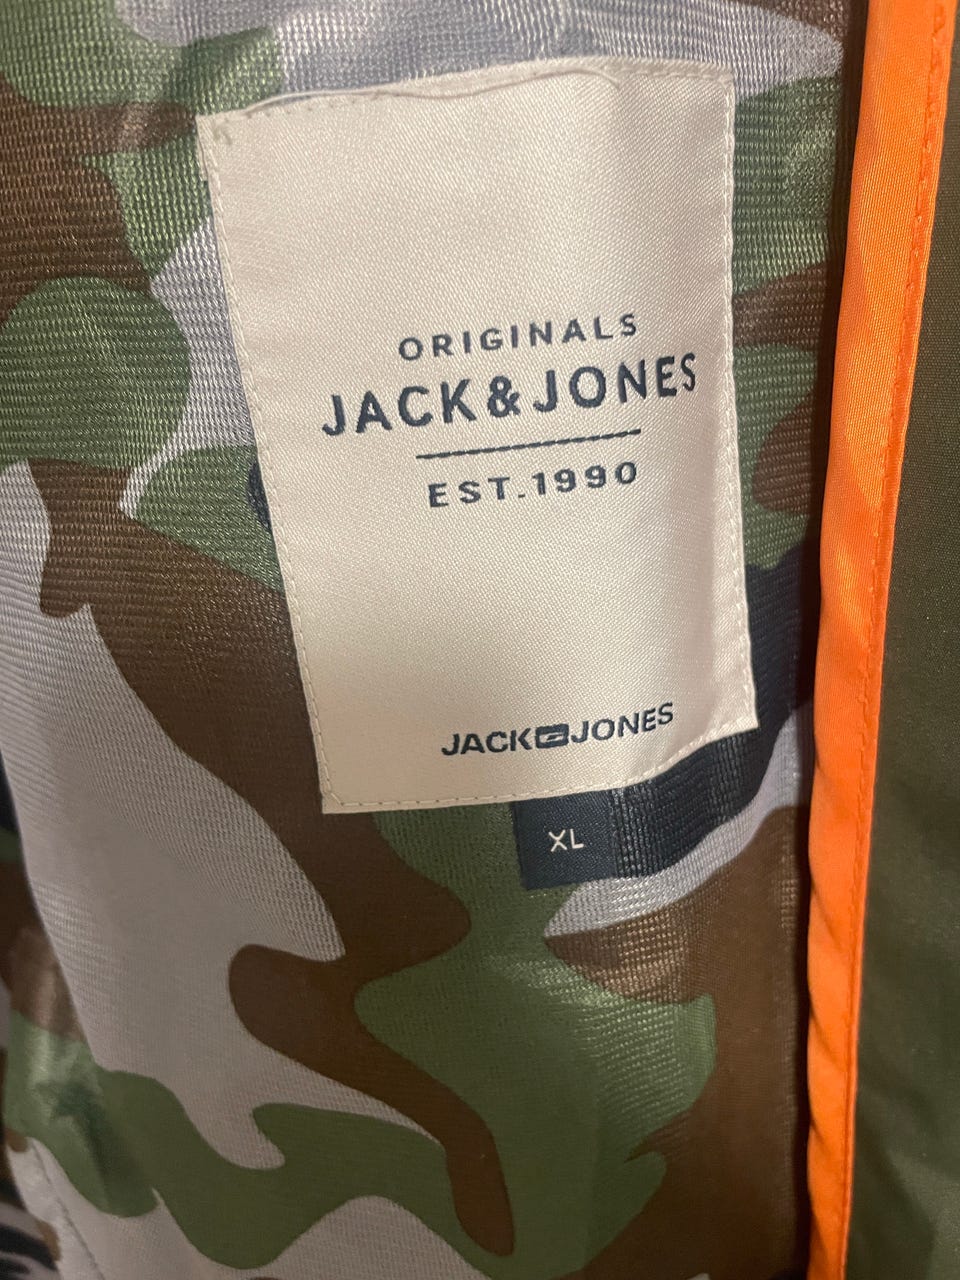 ORIGINALS
JACK&JONES
EST.1990
JACK JONES
XL